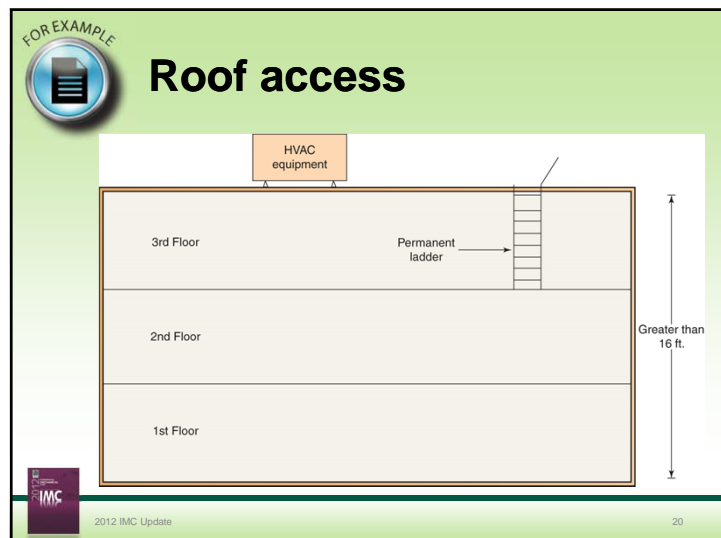 FOR EXAMPLE
Roof access
HVAC
equipment
3rd Floor
Permanent
ladder
2nd Floor
Greater than
16 ft.
1st Floor
2012
IMC
2012 IMC Update
20